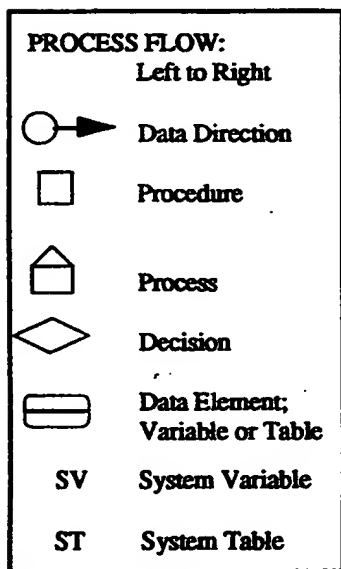 PROCESS FLOW:
Left to Right
Data Direction
Procedure
Process
Decision
Data Element;
Variable or Table
SV System Variable
ST System Table